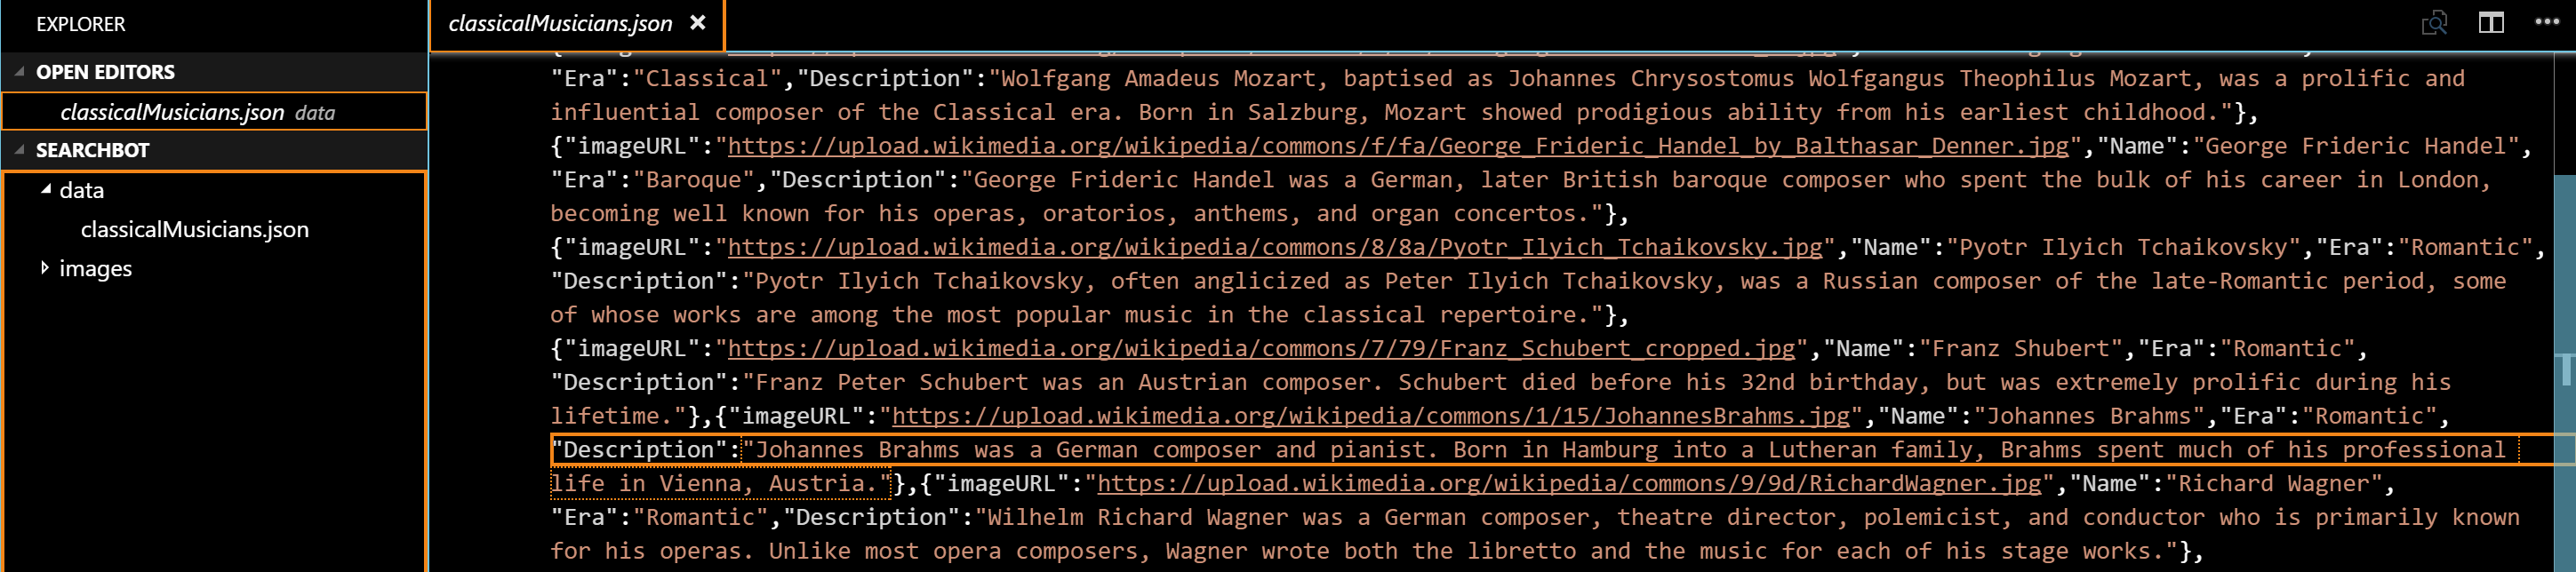 EXPLORER
OPEN EDITORS
classicalMusicians.json data
SEARCHBOT
data
classicalMusicians.json
images
classicalMusicians.json
"Era":"Classical","Description":"Wolfgang Amadeus Mozart, baptised as Johannes Chrysostomus Wolfgangus Theophilus Mozart, was a prolific and
influential composer of the Classical era. Born in Salzburg, Mozart showed prodigious ability from his earliest childhood."},
{"imageURL":"https://upload.wikimedia.org/wikipedia/commons/f/fa/George_Frideric_Handel_by_Balthasar_Denner.jpg","Name":"George Frideric Handel",
"Era":"Baroque","Description":"George Frideric Handel was a German, later British baroque composer who spent the bulk of his career in London,
becoming well known for his operas, oratorios, anthems, and organ concertos."},
{"imageURL":"https://upload.wikimedia.org/wikipedia/commons/8/8a/Pyotr_Ilyich_Tchaikovsky.jpg","Name":"Pyotr Ilyich Tchaikovsky","Era":"Romantic",
"Description":"Pyotr Ilyich Tchaikovsky, often anglicized as Peter Ilyich Tchaikovsky, was a Russian composer of the late-Romantic period, some
of whose works are among the most popular music in the classical repertoire."},
{"imageURL":"https://upload.wikimedia.org/wikipedia/commons/7/79/Franz_Schubert_cropped.jpg","Name":"Franz Shubert","Era":"Romantic",
"Description":"Franz Peter Schubert was an Austrian composer. Schubert died before his 32nd birthday, but was extremely prolific during his
lifetime."},{"imageURL":"https://upload.wikimedia.org/wikipedia/commons/1/15/JohannesBrahms.jpg","Name":"Johannes Brahms","Era":"Romantic",
"Description":"Johannes Brahms was a German composer and pianist. Born in Hamburg into a Lutheran family, Brahms spent much of his professional
life in Vienna, Austria."},{"imageURL":"https://upload.wikimedia.org/wikipedia/commons/9/9d/RichardWagner.jpg","Name":"Richard Wagner",
"Era":"Romantic","Description":"Wilhelm Richard Wagner was a German composer, theatre director, polemicist, and conductor who is primarily known
for his operas. Unlike most opera composers, Wagner wrote both the libretto and the music for each of his stage works."},